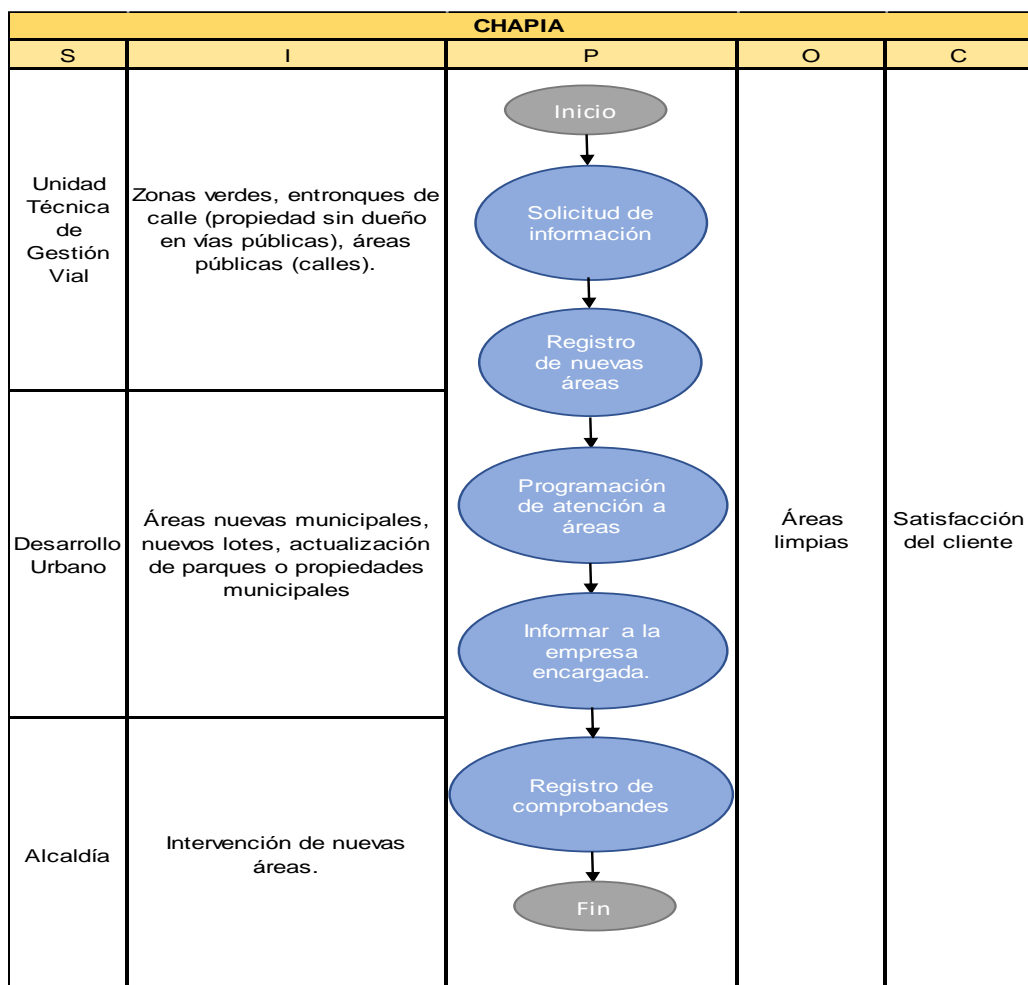 CHAPIA
S
I
P
O
C
Unidad
Técnica
de
Gestión
Vial
Zonas verdes, entronques de
calle (propiedad sin dueño
en vías públicas), áreas
públicas (calles).
Desarrollo
Urbano
Áreas nuevas municipales,
nuevos lotes, actualización
de parques o propiedades
municipales
Alcaldía
Intervención de nuevas
áreas.
Inicio
Solicitud de
información
Registro
de nuevas
áreas
Programación
de atención a
áreas
Informar a la
empresa
encargada.
Registro de
comprobandes
Fin
Áreas
limpias
Satisfacción
del cliente